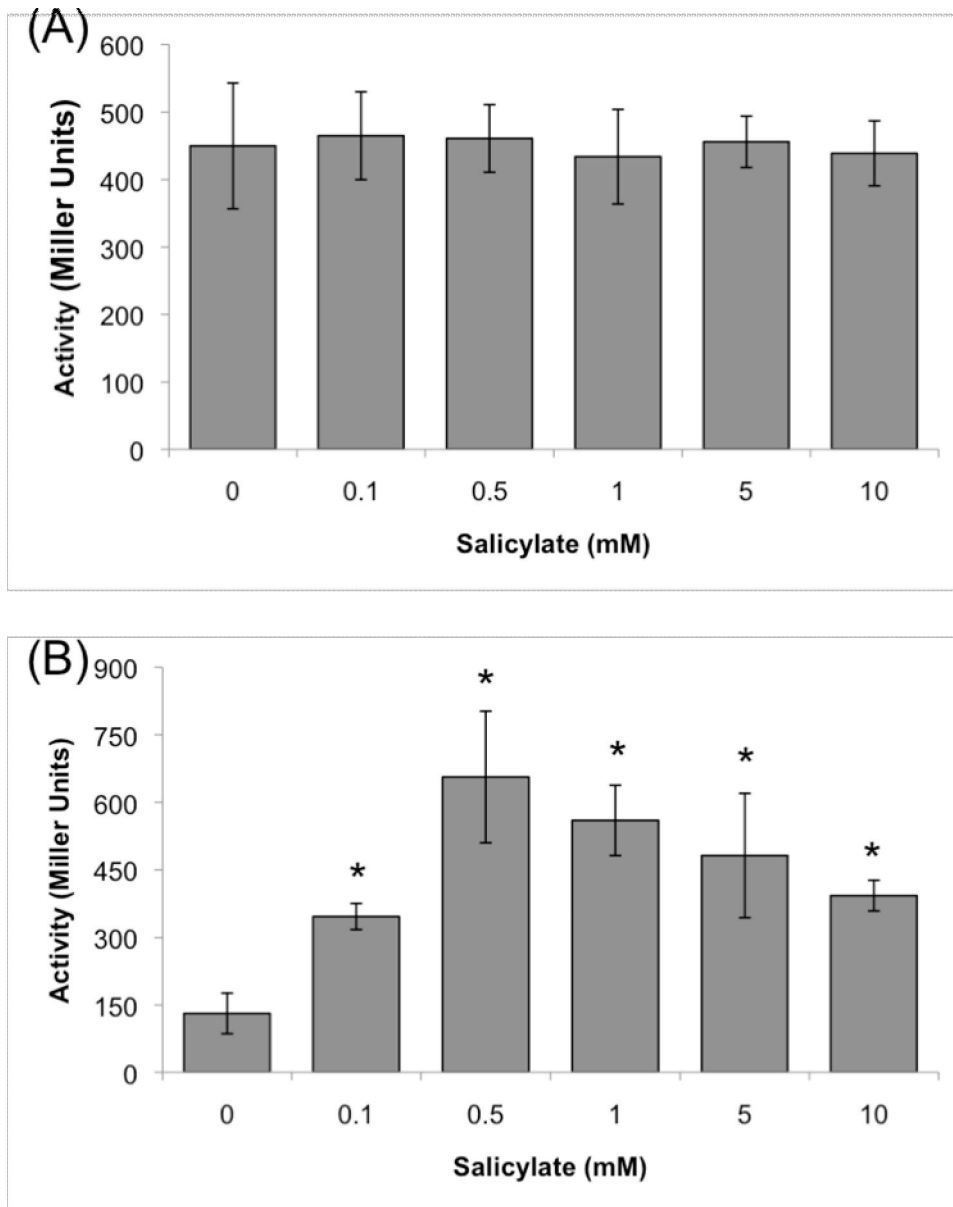 (A)
600
500
400
300
200
100
0
Activity (Miller Units)
0 0.1 0.5 1 5 10
Salicylate (mM)
(B)
900
750
600
450
300
150
0
Activity (Miller Units)
* * * * *
0 0.1 0.5 1 5 10
Salicylate (mM)